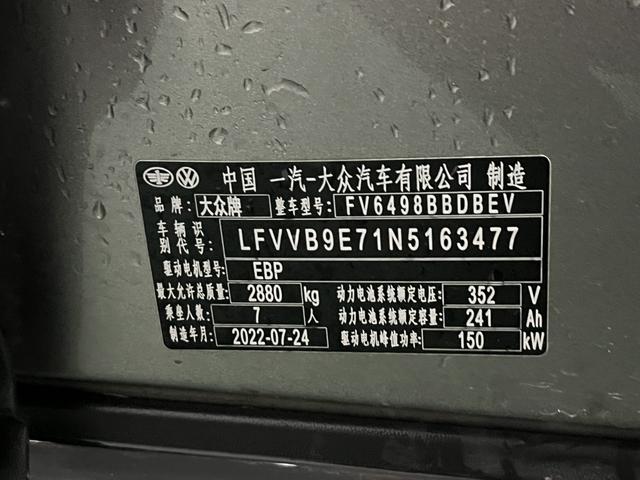 中国 一汽-大众汽车有限公司 制造
品牌: 大众牌 整车型号: FV6498BBDBEV
车辆识别代号: LFVVB9E71N5163477
驱动电机型号: EBP
最大允许总质量: 2880 kg 动力电池系统额定电压: 352 V
乘坐人数: 7 人 动力电池系统额定容量: 241 Ah
制造年月: 2022-07-24 驱动电机峰值功率: 150 kW